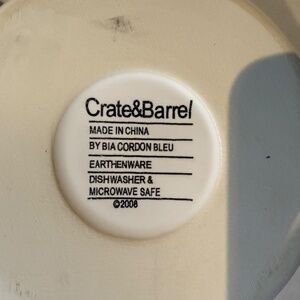 Crate&Barrel
MADE IN CHINA
BY BIA CORDON BLEU
EARTHENWARE
DISHWASHER &
MICROWAVE SAFE
©2006